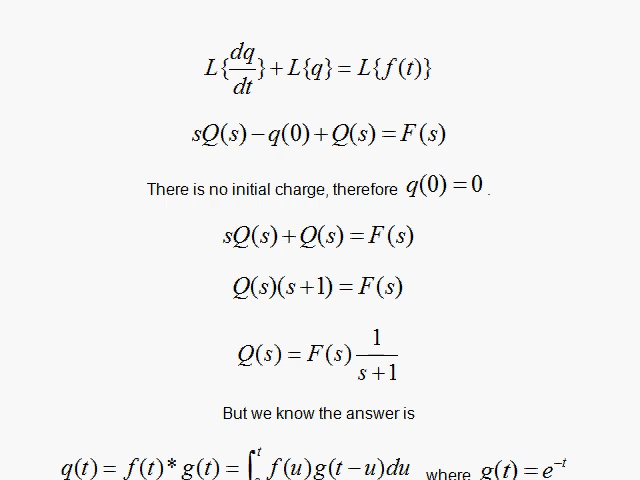 L{dq/dt} + L{q} = L{f(t)}
sQ(s) − q(0) + Q(s) = F(s)
There is no initial charge, therefore q(0) = 0 .
sQ(s) + Q(s) = F(s)
Q(s)(s + 1) = F(s)
Q(s) = F(s) 1/(s + 1)
But we know the answer is
q(t) = f(t) * g(t) = ∫₀ᵗ f(u)g(t − u)du where g(t) = e⁻ᵗ